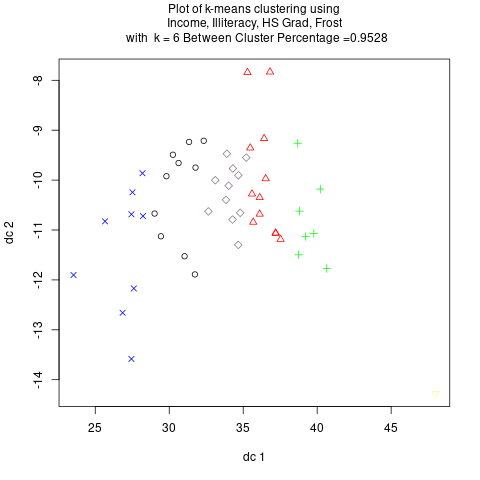 Plot of k-means clustering using
Income, Illiteracy, HS Grad, Frost
with k = 6 Between Cluster Percentage =0.9528
-8
-9
-10
-11
-12
-13
-14
dc 2
25
30
35
40
45
dc 1